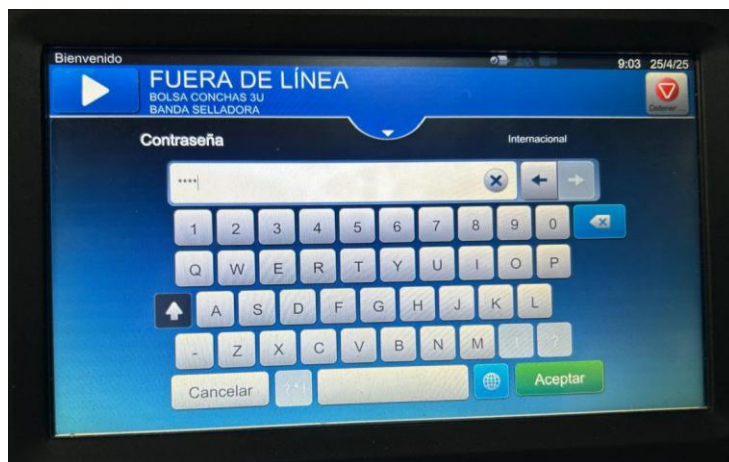 Bienvenido
9:03 25/4/25
FUERA DE LÍNEA
BOLSA CONCHAS 3U
BANDA SELLADORA
Detener ...
Contraseña
Internacional
****
1 2 3 4 5 6 7 8 9 0
Q W E R T Y U I O P
A S D F G H J K L
- Z X C V B N M ! ?
Cancelar
Aceptar